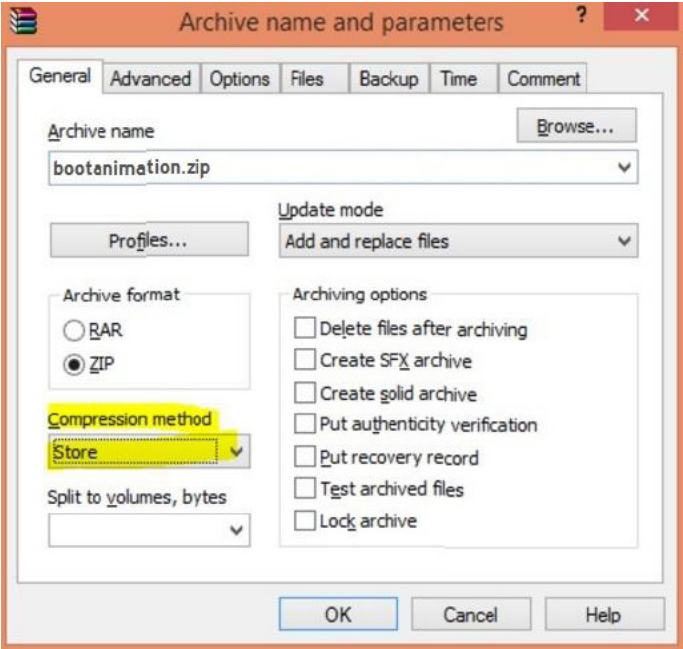 Archive name and parameters ? ×
General Advanced Options Files Backup Time Comment
Archive name
Browse...
bootanimation.zip
Update mode
Profiles... Add and replace files
Archive format Archiving options
RAR Delete files after archiving
ZIP Create SFX archive
Create solid archive
Compression method Put authenticity verification
Store Put recovery record
Split to volumes, bytes Test archived files
Lock archive
OK Cancel Help